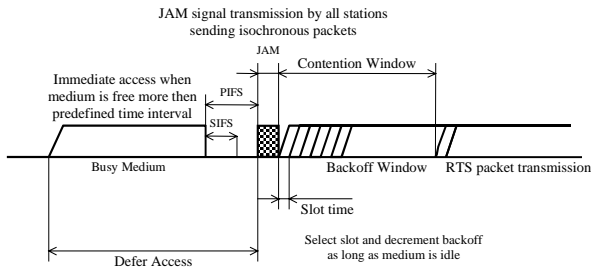 JAM signal transmission by all stations
sending isochronous packets
JAM
Contention Window
Immediate access when
medium is free more then
predefined time interval
PIFS
SIFS
Busy Medium
Backoff Window
RTS packet transmission
Slot time
Defer Access
Select slot and decrement backoff
as long as medium is idle